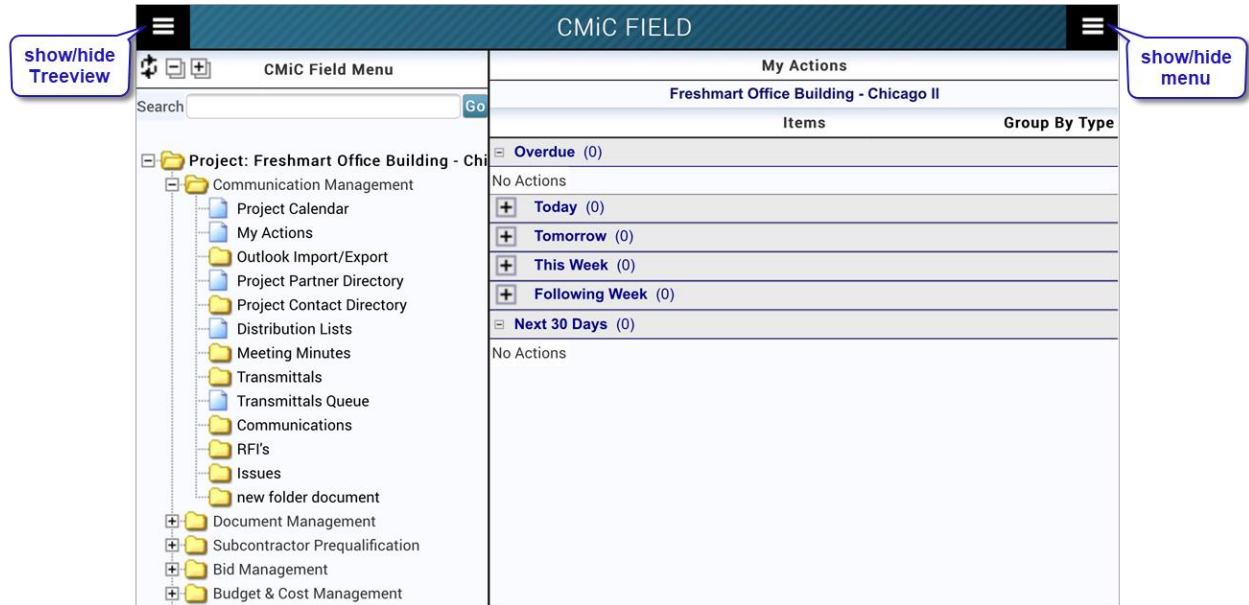 CMiC FIELD
show/hide
Treeview
show/hide
menu
CMiC Field Menu
Search
Go
Project: Freshmart Office Building - Chi
Communication Management
Project Calendar
My Actions
Outlook Import/Export
Project Partner Directory
Project Contact Directory
Distribution Lists
Meeting Minutes
Transmittals
Transmittals Queue
Communications
RFI's
Issues
new folder document
Document Management
Subcontractor Prequalification
Bid Management
Budget & Cost Management
My Actions
Freshmart Office Building - Chicago II
Items Group By Type
Overdue (0)
No Actions
Today (0)
Tomorrow (0)
This Week (0)
Following Week (0)
Next 30 Days (0)
No Actions